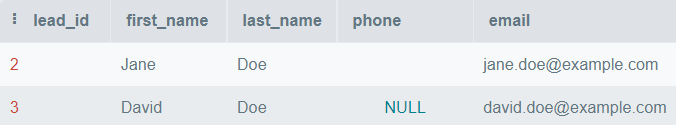 lead_id first_name last_name phone email
2 Jane Doe jane.doe@example.com
3 David Doe NULL david.doe@example.com